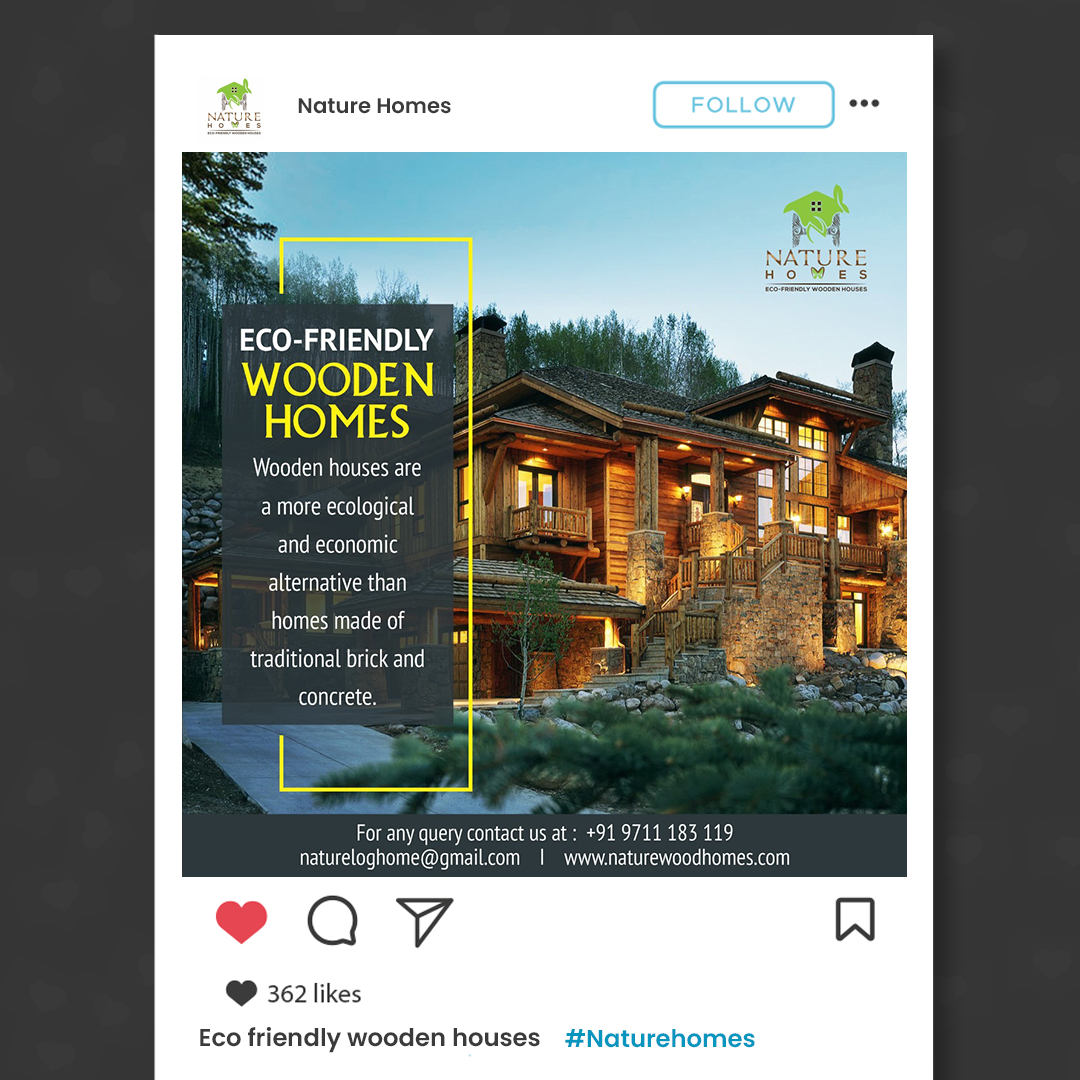 NATURE
HOMES
ECO-FRIENDLY WOODEN HOUSES
Nature Homes
FOLLOW
NATURE
HOMES
ECO-FRIENDLY WOODEN HOUSES
ECO-FRIENDLY
WOODEN
HOMES
Wooden houses are
a more ecological
and economic
alternative than
homes made of
traditional brick and
concrete.
For any query contact us at : +91 9711 183 119
natureloghome@gmail.com I www.naturewoodhomes.com
362 likes
Eco friendly wooden houses #Naturehomes